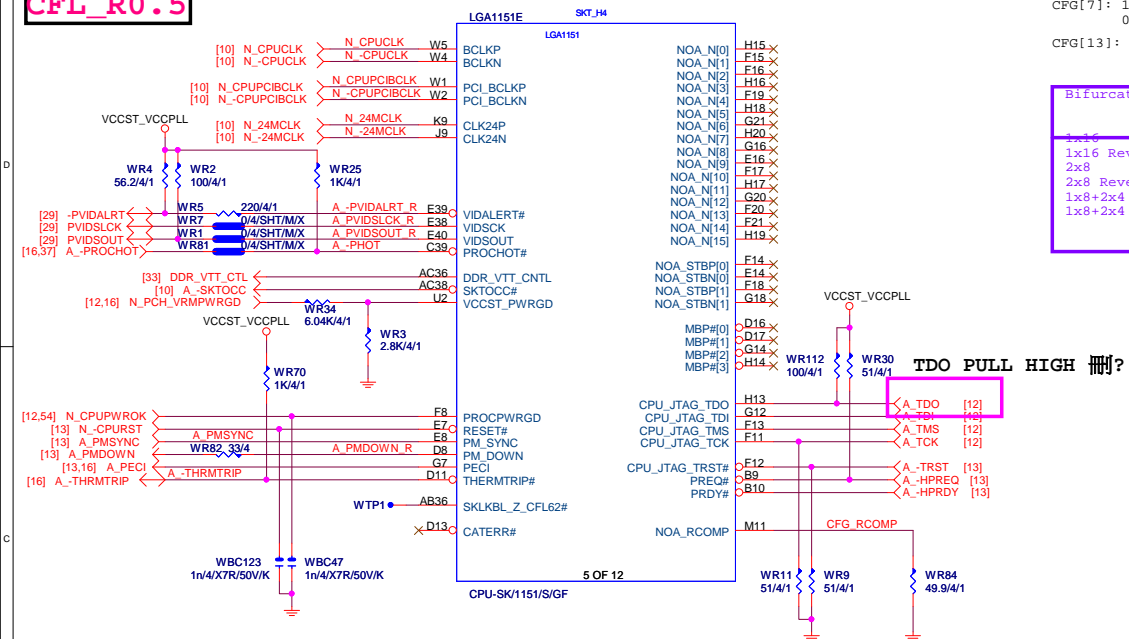 CFL_R0.5
LGA1151E
SKT_H4
LGA1151
CFG[7]: 1
0
CFG[13]:
Bifurcat
1x16
1x16 Rev
2x8
2x8 Reve
1x8+2x4
1x8+2x4
D
C
[10] N_CPUCLK N_CPUCLK W5 BCLKP
[10] N_-CPUCLK N_-CPUCLK W4 BCLKN
[10] N_CPUPCIBCLK N_CPUPCIBCLK W1 PCI_BCLKP
[10] N_-CPUPCIBCLK N_-CPUPCIBCLK W2 PCI_BCLKN
[10] N_24MCLK N_24MCLK K9 CLK24P
[10] N_-24MCLK N_-24MCLK J9 CLK24N
VCCST_VCCPLL
WR4
56.2/4/1
WR2
100/4/1
WR25
1K/4/1
[29] -PVIDALRT WR5 220/4/1 A_-PVIDALRT_R E39 VIDALERT#
[29] PVIDSLCK WR7 0/4/SHT/M/X A_PVIDSLCK_R E38 VIDSCK
[29] PVIDSOUT WR1 0/4/SHT/M/X A_PVIDSOUT_R E40 VIDSOUT
[16,37] A_-PROCHOT WR81 0/4/SHT/M/X A_-PHOT C39 PROCHOT#
[33] DDR_VTT_CTL AC36 DDR_VTT_CNTL
[10] A_-SKTOCC AC38 SKTOCC#
[12,16] N_PCH_VRMPWRGD U2 VCCST_PWRGD
WR34
6.04K/4/1
VCCST_VCCPLL
WR3
2.8K/4/1
WR70
1K/4/1
[12,54] N_CPUPWROK F8 PROCPWRGD
[13] N_-CPURST E7 RESET#
[13] A_PMSYNC A_PMSYNC E8 PM_SYNC
[13] A_PMDOWN WR82 33/4 A_PMDOWN_R D8 PM_DOWN
[13,16] A_PECI G7 PECI
[16] A_-THRMTRIP A_-THRMTRIP D11 THERMTRIP#
WTP1 AB36 SKLKBL_Z_CFL62#
D13 CATERR#
WBC123
1n/4/X7R/50V/K
WBC47
1n/4/X7R/50V/K
NOA_N[0] H15
NOA_N[1] F15
NOA_N[2] F16
NOA_N[3] H16
NOA_N[4] F19
NOA_N[5] H18
NOA_N[6] G21
NOA_N[7] H20
NOA_N[8] G16
NOA_N[9] E16
NOA_N[10] F17
NOA_N[11] H17
NOA_N[12] G20
NOA_N[13] F20
NOA_N[14] F21
NOA_N[15] H19
NOA_STBP[0] F14
NOA_STBN[0] E14
NOA_STBP[1] F18
NOA_STBN[1] G18
MBP#[0] D16
MBP#[1] D17
MBP#[2] G14
MBP#[3] H14
VCCST_VCCPLL
WR112
100/4/1
WR30
51/4/1
TDO PULL HIGH 刪?
CPU_JTAG_TDO H13 A_TDO [12]
CPU_JTAG_TDI G12 A_TDI [12]
CPU_JTAG_TMS F13 A_TMS [12]
CPU_JTAG_TCK F11 A_TCK [12]
CPU_JTAG_TRST# F12 A_-TRST [13]
PREQ# B9 A_-HPREQ [13]
PRDY# B10 A_-HPRDY [13]
NOA_RCOMP M11 CFG_RCOMP
WR11
51/4/1
WR9
51/4/1
WR84
49.9/4/1
5 OF 12
CPU-SK/1151/S/GF